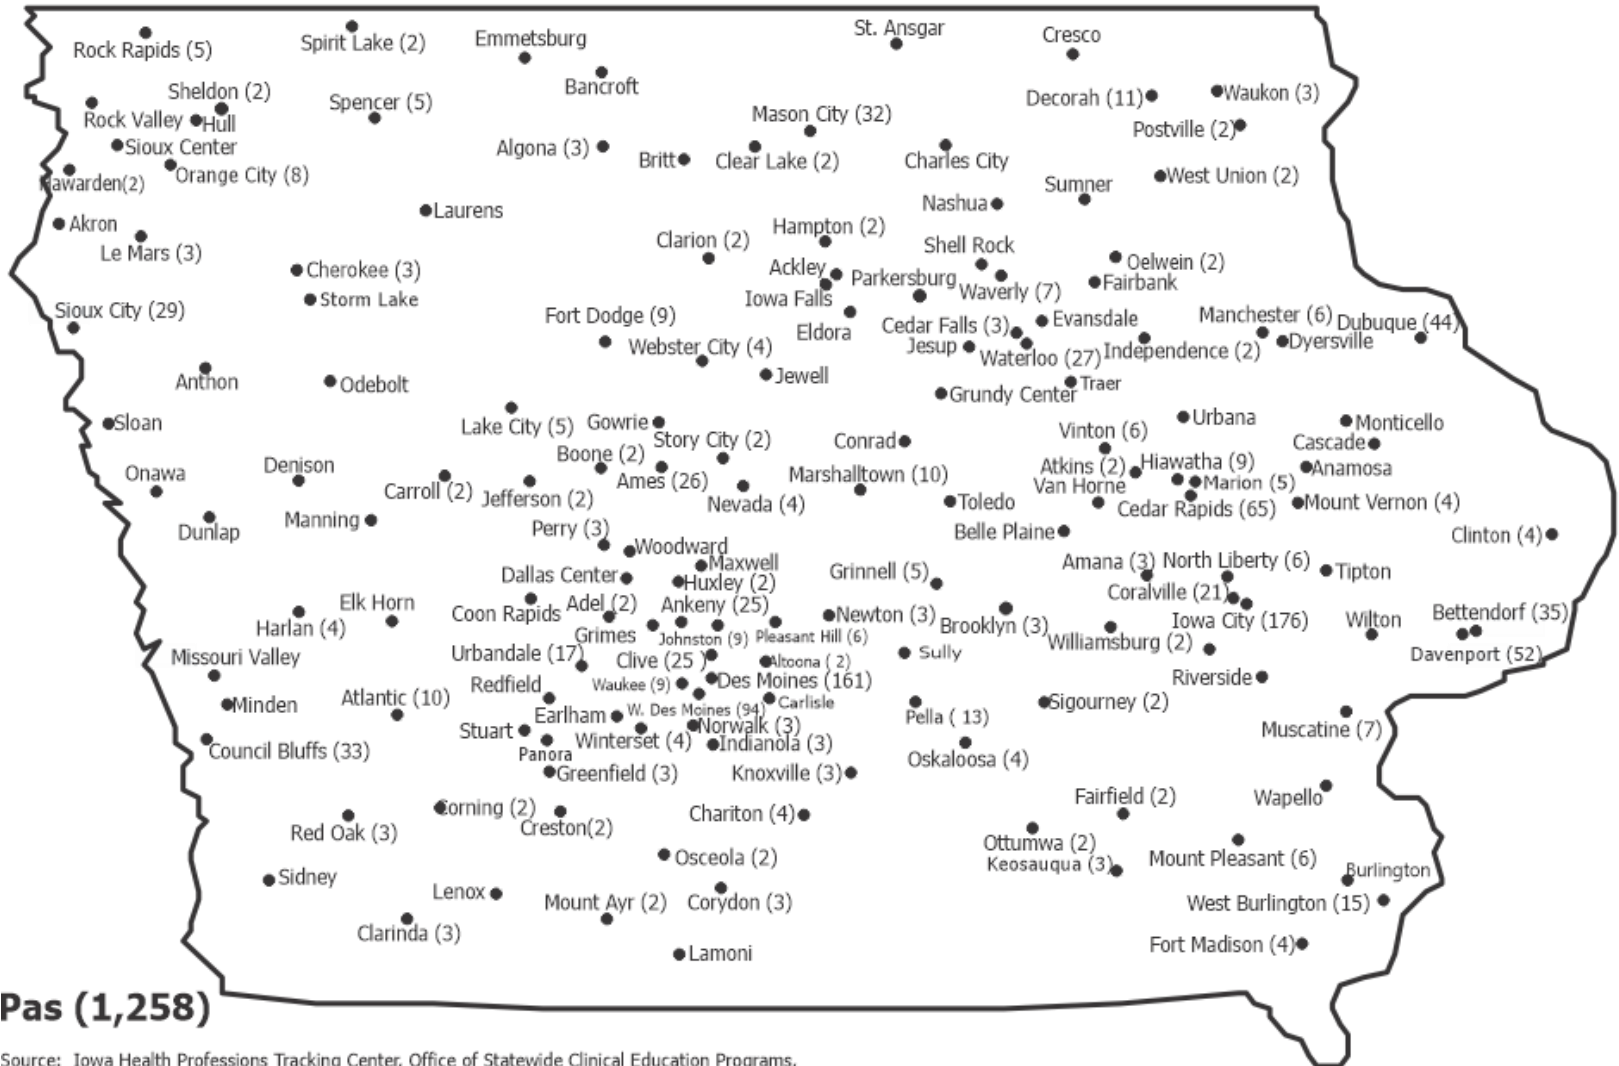 St. Ansgar
Cresco
Spirit Lake (2)
Emmetsburg
Rock Rapids (5)
Bancroft
Sheldon (2)
Waukon (3)
Spencer (5)
Decorah (11)
Mason City (32)
Rock Valley
Hull
Postville (2)
Sioux Center
Algona (3)
Britt
Clear Lake (2)
Charles City
Orange City (8)
West Union (2)
Hawarden(2)
Sumner
Laurens
Nashua
Akron
Hampton (2)
Clarion (2)
Shell Rock
Le Mars (3)
Oelwein (2)
Cherokee (3)
Ackley
Parkersburg
Fairbank
Storm Lake
Iowa Falls
Waverly (7)
Sioux City (29)
Fort Dodge (9)
Eldora
Cedar Falls (3)
Evansdale
Manchester (6)
Dubuque (44)
Webster City (4)
Jesup
Waterloo (27)
Independence (2)
Dyersville
Anthon
Odebolt
Jewell
Traer
Grundy Center
Sloan
Lake City (5)
Gowrie
Urbana
Monticello
Story City (2)
Conrad
Vinton (6)
Cascade
Boone (2)
Onawa
Denison
Atkins (2)
Hiawatha (9)
Anamosa
Carroll (2)
Jefferson (2)
Ames (26)
Marshalltown (10)
Van Horne
Marion (5)
Nevada (4)
Toledo
Cedar Rapids (65)
Mount Vernon (4)
Dunlap
Manning
Perry (3)
Belle Plaine
Clinton (4)
Woodward
Maxwell
Amana (3)
North Liberty (6)
Dallas Center
Huxley (2)
Grinnell (5)
Tipton
Elk Horn
Coon Rapids
Adel (2)
Ankeny (25)
Newton (3)
Coralville (21)
Harlan (4)
Brooklyn (3)
Iowa City (176)
Wilton
Bettendorf (35)
Grimes
Johnston (9)
Pleasant Hill (6)
Williamsburg (2)
Missouri Valley
Urbandale (17)
Clive (25 )
Altoona ( 2)
Sully
Davenport (52)
Redfield
Waukee (9)
Des Moines (161)
Riverside
Minden
Atlantic (10)
W. Des Moines (94)
Carlisle
Sigourney (2)
Earlham
Pella ( 13)
Stuart
Norwalk (3)
Muscatine (7)
Council Bluffs (33)
Panora
Winterset (4)
Indianola (3)
Oskaloosa (4)
Greenfield (3)
Knoxville (3)
Corning (2)
Fairfield (2)
Wapello
Red Oak (3)
Creston(2)
Chariton (4)
Ottumwa (2)
Osceola (2)
Keosauqua (3)
Mount Pleasant (6)
Burlington
Sidney
Lenox
Mount Ayr (2)
Corydon (3)
West Burlington (15)
Clarinda (3)
Lamoni
Fort Madison (4)
Pas (1,258)
Source: Iowa Health Professions Tracking Center, Office of Statewide Clinical Education Programs,